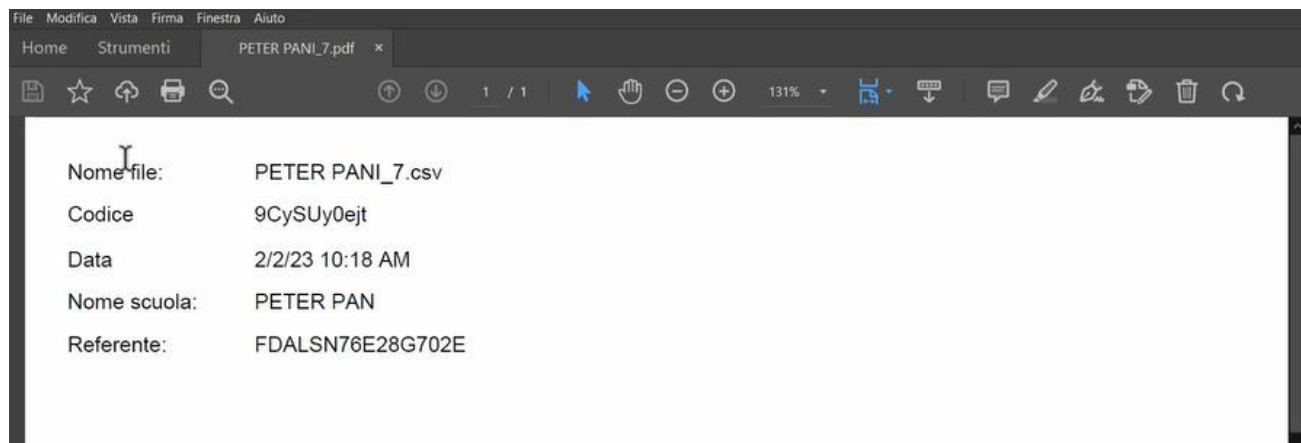 File Modifica Vista Firma Finestra Aiuto
Home Strumenti PETER PANI_7.pdf ×
1 / 1 131%
Nome file: PETER PANI_7.csv
Codice 9CySUy0ejt
Data 2/2/23 10:18 AM
Nome scuola: PETER PAN
Referente: FDALSN76E28G702E